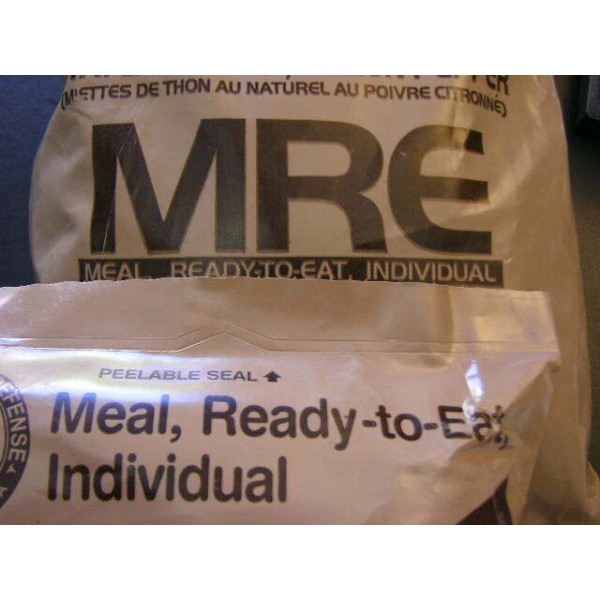 (MIETTES DE THON AU NATUREL AU POIVRE CITRONNÉ)
MRE
MEAL, READY-TO-EAT, INDIVIDUAL
PEELABLE SEAL ↑
Meal, Ready-to-Eat,
Individual